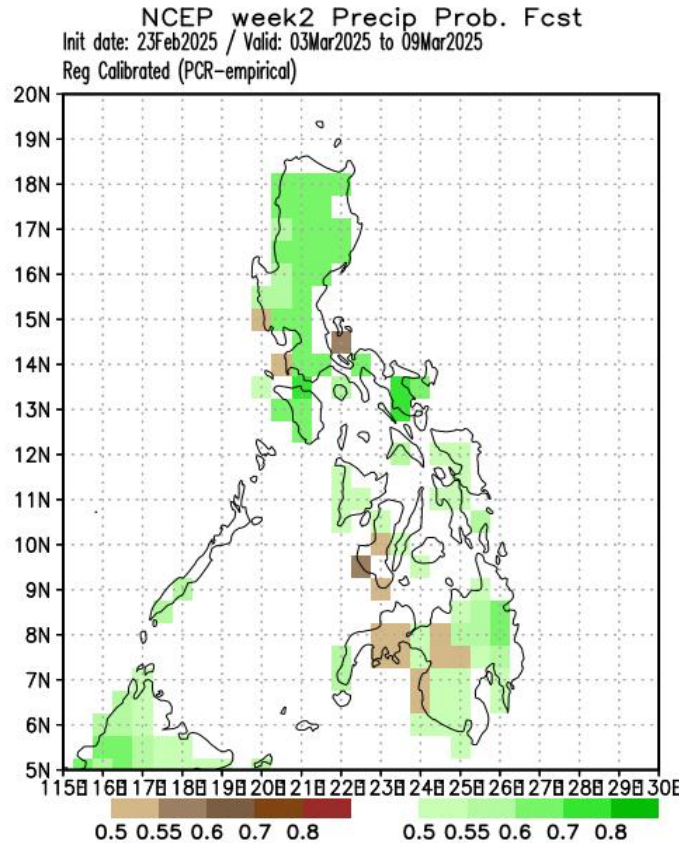 NCEP week2 Precip Prob. Fcst
Init date: 23Feb2025 / Valid: 03Mar2025 to 09Mar2025
Reg Calibrated (PCR-empirical)
20N
19N
18N
17N
16N
15N
14N
13N
12N
11N
10N
9N
8N
7N
6N
5N
115E 116E 117E 118E 119E 120E 121E 122E 123E 124E 125E 126E 127E 128E 129E 130E
0.5 0.55 0.6 0.7 0.8 0.5 0.55 0.6 0.7 0.8